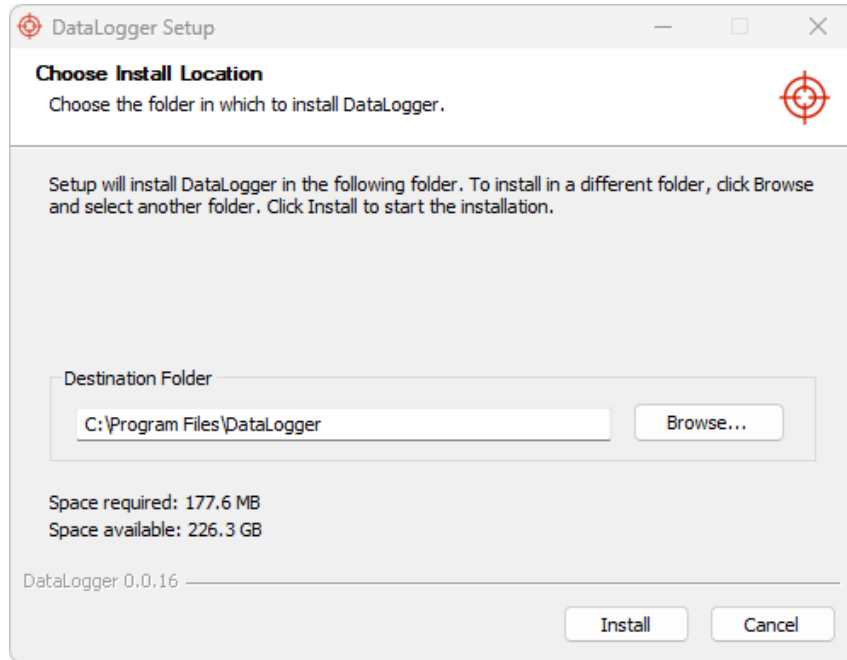 DataLogger Setup
Choose Install Location
Choose the folder in which to install DataLogger.
Setup will install DataLogger in the following folder. To install in a different folder, click Browse
and select another folder. Click Install to start the installation.
Destination Folder
C:\Program Files\DataLogger
Browse...
Space required: 177.6 MB
Space available: 226.3 GB
DataLogger 0.0.16
Install Cancel